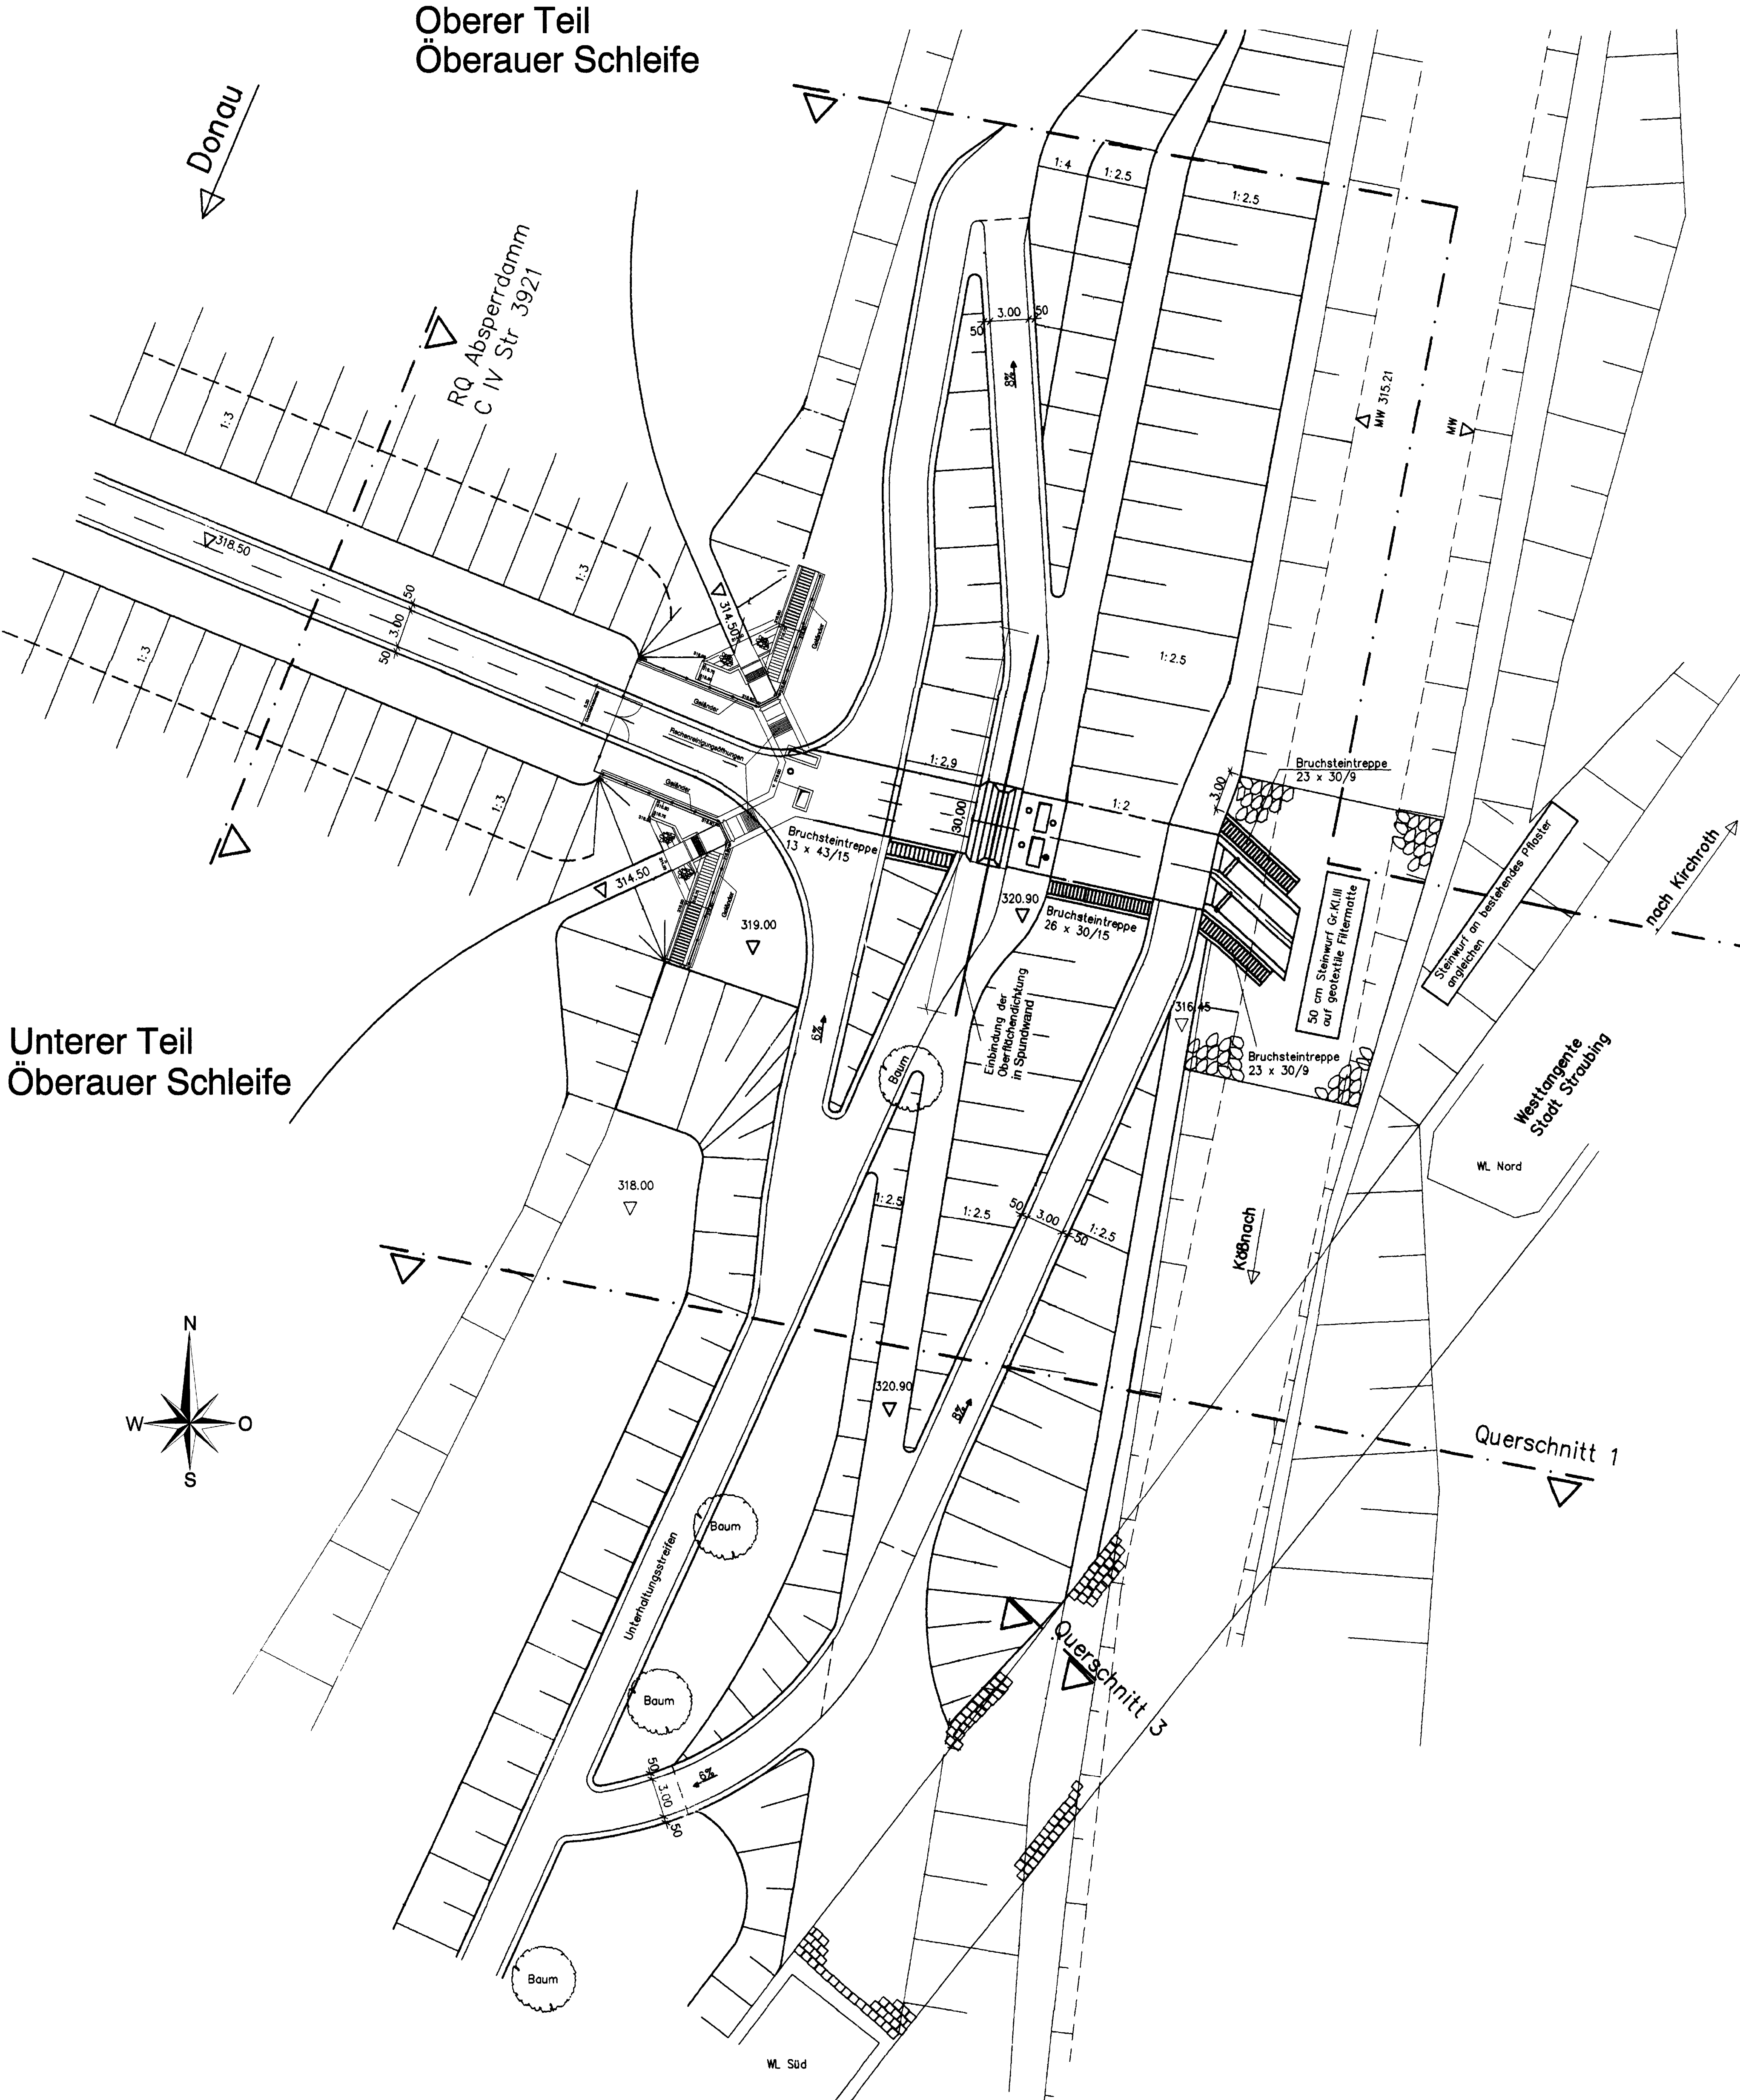 Oberer Teil
Öberauer Schleife
Donau
RQ Absperrdamm
C IV Str 3921
1:4
1:2.5
1:2.5
50
3.00
50
8%
MW 315.21
MW
1:3
1:3
318.50
50
3.00
50
1:3
1:3
314.50
Geländer
Geländer
Rechenreinigungsöffnungen
Geländer
Geländer
1:2.5
1:2.9
30.00
1:2
3.00
Bruchsteintreppe
23 x 30/9
Bruchsteintreppe
13 x 43/15
314.50
319.00
320.90
Bruchsteintreppe
26 x 30/15
50 cm Steinwurf Gr.Kl.III
auf geotextile Filtermatte
Steinwurf an bestehendes Pflaster
angleichen
nach Kirchroth
Einbindung der
Oberflächendichtung
in Spundwand
316.45
Bruchsteintreppe
23 x 30/9
6%
Baum
Unterer Teil
Öberauer Schleife
Westtangente
Stadt Straubing
WL Nord
318.00
1:2.5
1:2.5
50
3.00
50
1:2.5
Kößnach
N
W
O
S
320.90
8%
Querschnitt 1
Baum
Unterhaltungsstreifen
Querschnitt 3
Baum
50
3.00
50
6%
Baum
WL Süd